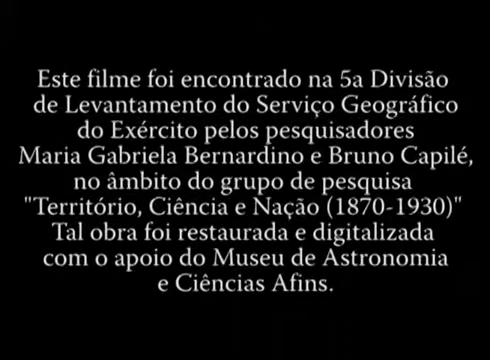 Este filme foi encontrado na 5a Divisão
de Levantamento do Serviço Geográfico
do Exército pelos pesquisadores
Maria Gabriela Bernardino e Bruno Capilé,
no âmbito do grupo de pesquisa
"Território, Ciência e Nação (1870-1930)"
Tal obra foi restaurada e digitalizada
com o apoio do Museu de Astronomia
e Ciências Afins.